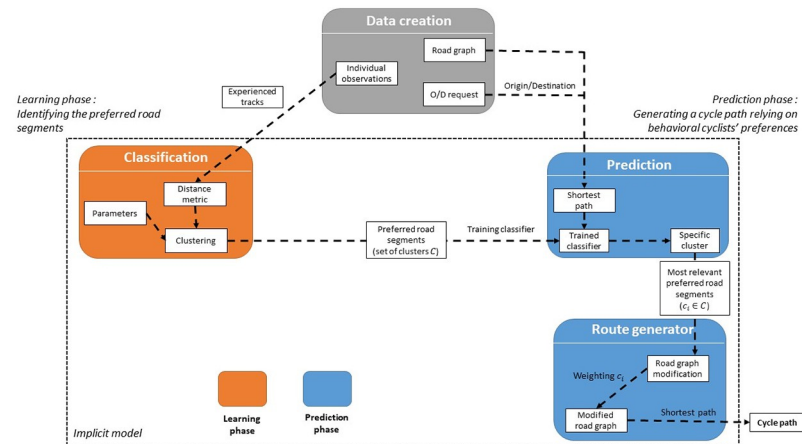 Data creation
Road graph
Individual
observations
O/D request
Experienced
tracks
Origin/Destination
Learning phase :
Identifying the preferred road
segments
Prediction phase :
Generating a cycle path relying on
behavioral cyclists' preferences
Classification
Distance
metric
Parameters
Clustering
Preferred road
segments
(set of clusters C)
Training classifier
Prediction
Shortest
path
Trained
classifier
Specific
cluster
Most relevant
preferred road
segments
(cᵢ ∈ C)
Route generator
Road graph
modification
Weighting cᵢ
Modified
road graph
Shortest path
Cycle path
Learning
phase
Prediction
phase
Implicit model